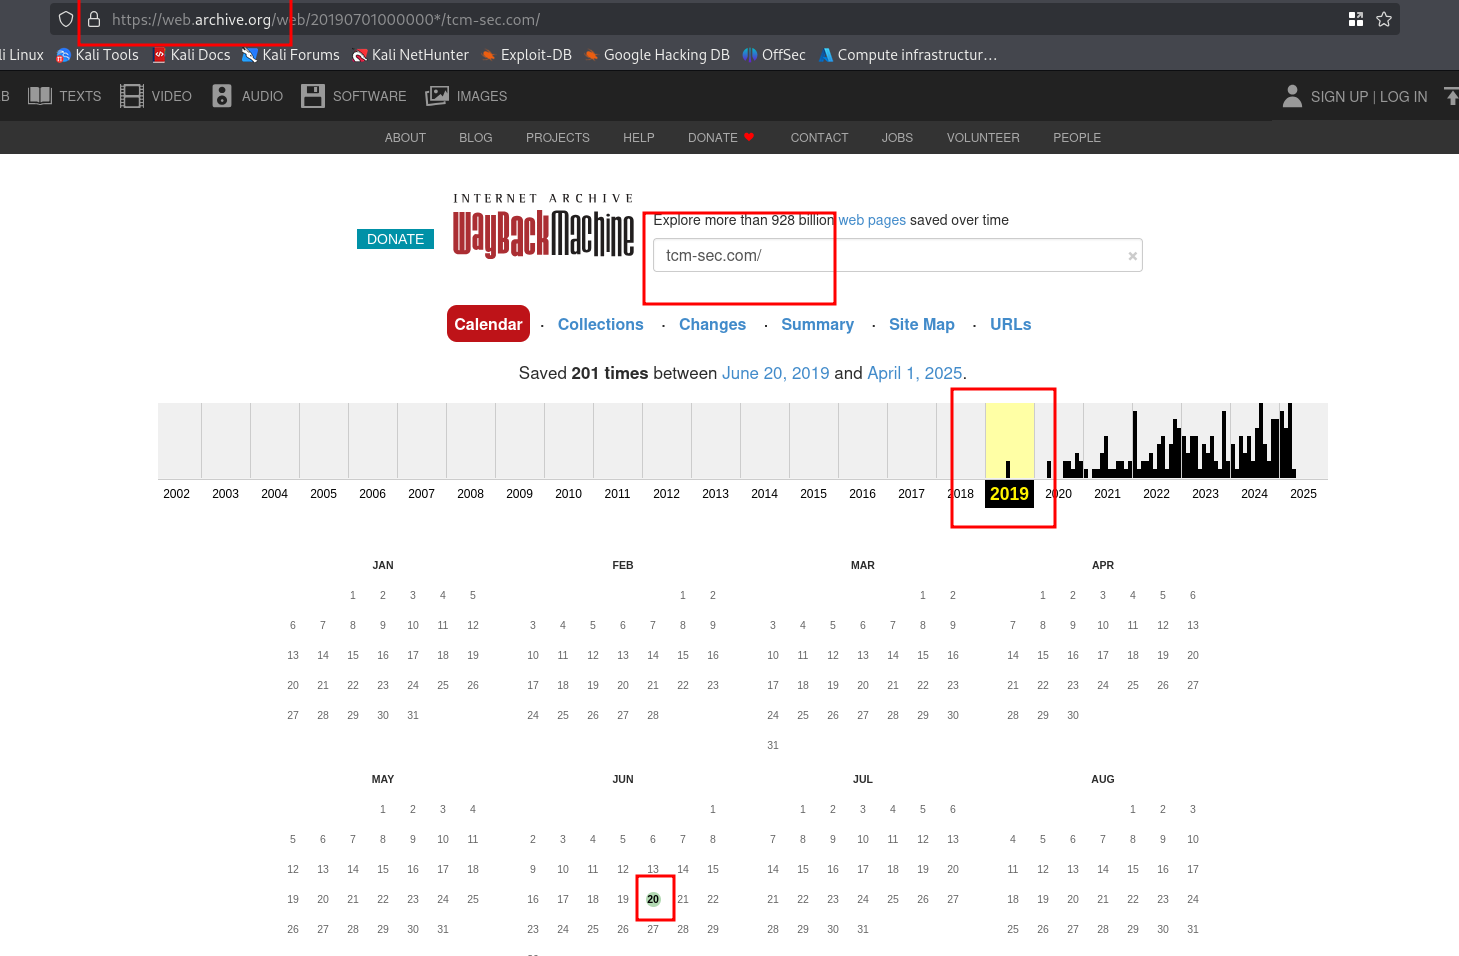 https://web.archive.org/web/20190701000000*/tcm-sec.com/
li Linux Kali Tools Kali Docs Kali Forums Kali NetHunter Exploit-DB Google Hacking DB OffSec Compute infrastructur…
B TEXTS VIDEO AUDIO SOFTWARE IMAGES SIGN UP | LOG IN
ABOUT BLOG PROJECTS HELP DONATE CONTACT JOBS VOLUNTEER PEOPLE
DONATE
INTERNET ARCHIVE
WayBackMachine
Explore more than 928 billion web pages saved over time
tcm-sec.com/ ×
Calendar · Collections · Changes · Summary · Site Map · URLs
Saved 201 times between June 20, 2019 and April 1, 2025.
2002 2003 2004 2005 2006 2007 2008 2009 2010 2011 2012 2013 2014 2015 2016 2017 2018 2019 2020 2021 2022 2023 2024 2025
JAN
1 2 3 4 5
6 7 8 9 10 11 12
13 14 15 16 17 18 19
20 21 22 23 24 25 26
27 28 29 30 31
FEB
1 2
3 4 5 6 7 8 9
10 11 12 13 14 15 16
17 18 19 20 21 22 23
24 25 26 27 28
MAR
1 2
3 4 5 6 7 8 9
10 11 12 13 14 15 16
17 18 19 20 21 22 23
24 25 26 27 28 29 30
31
APR
1 2 3 4 5 6
7 8 9 10 11 12 13
14 15 16 17 18 19 20
21 22 23 24 25 26 27
28 29 30
MAY
1 2 3 4
5 6 7 8 9 10 11
12 13 14 15 16 17 18
19 20 21 22 23 24 25
26 27 28 29 30 31
JUN
1
2 3 4 5 6 7 8
9 10 11 12 13 14 15
16 17 18 19 20 21 22
23 24 25 26 27 28 29
JUL
1 2 3 4 5 6
7 8 9 10 11 12 13
14 15 16 17 18 19 20
21 22 23 24 25 26 27
28 29 30 31
AUG
1 2 3
4 5 6 7 8 9 10
11 12 13 14 15 16 17
18 19 20 21 22 23 24
25 26 27 28 29 30 31